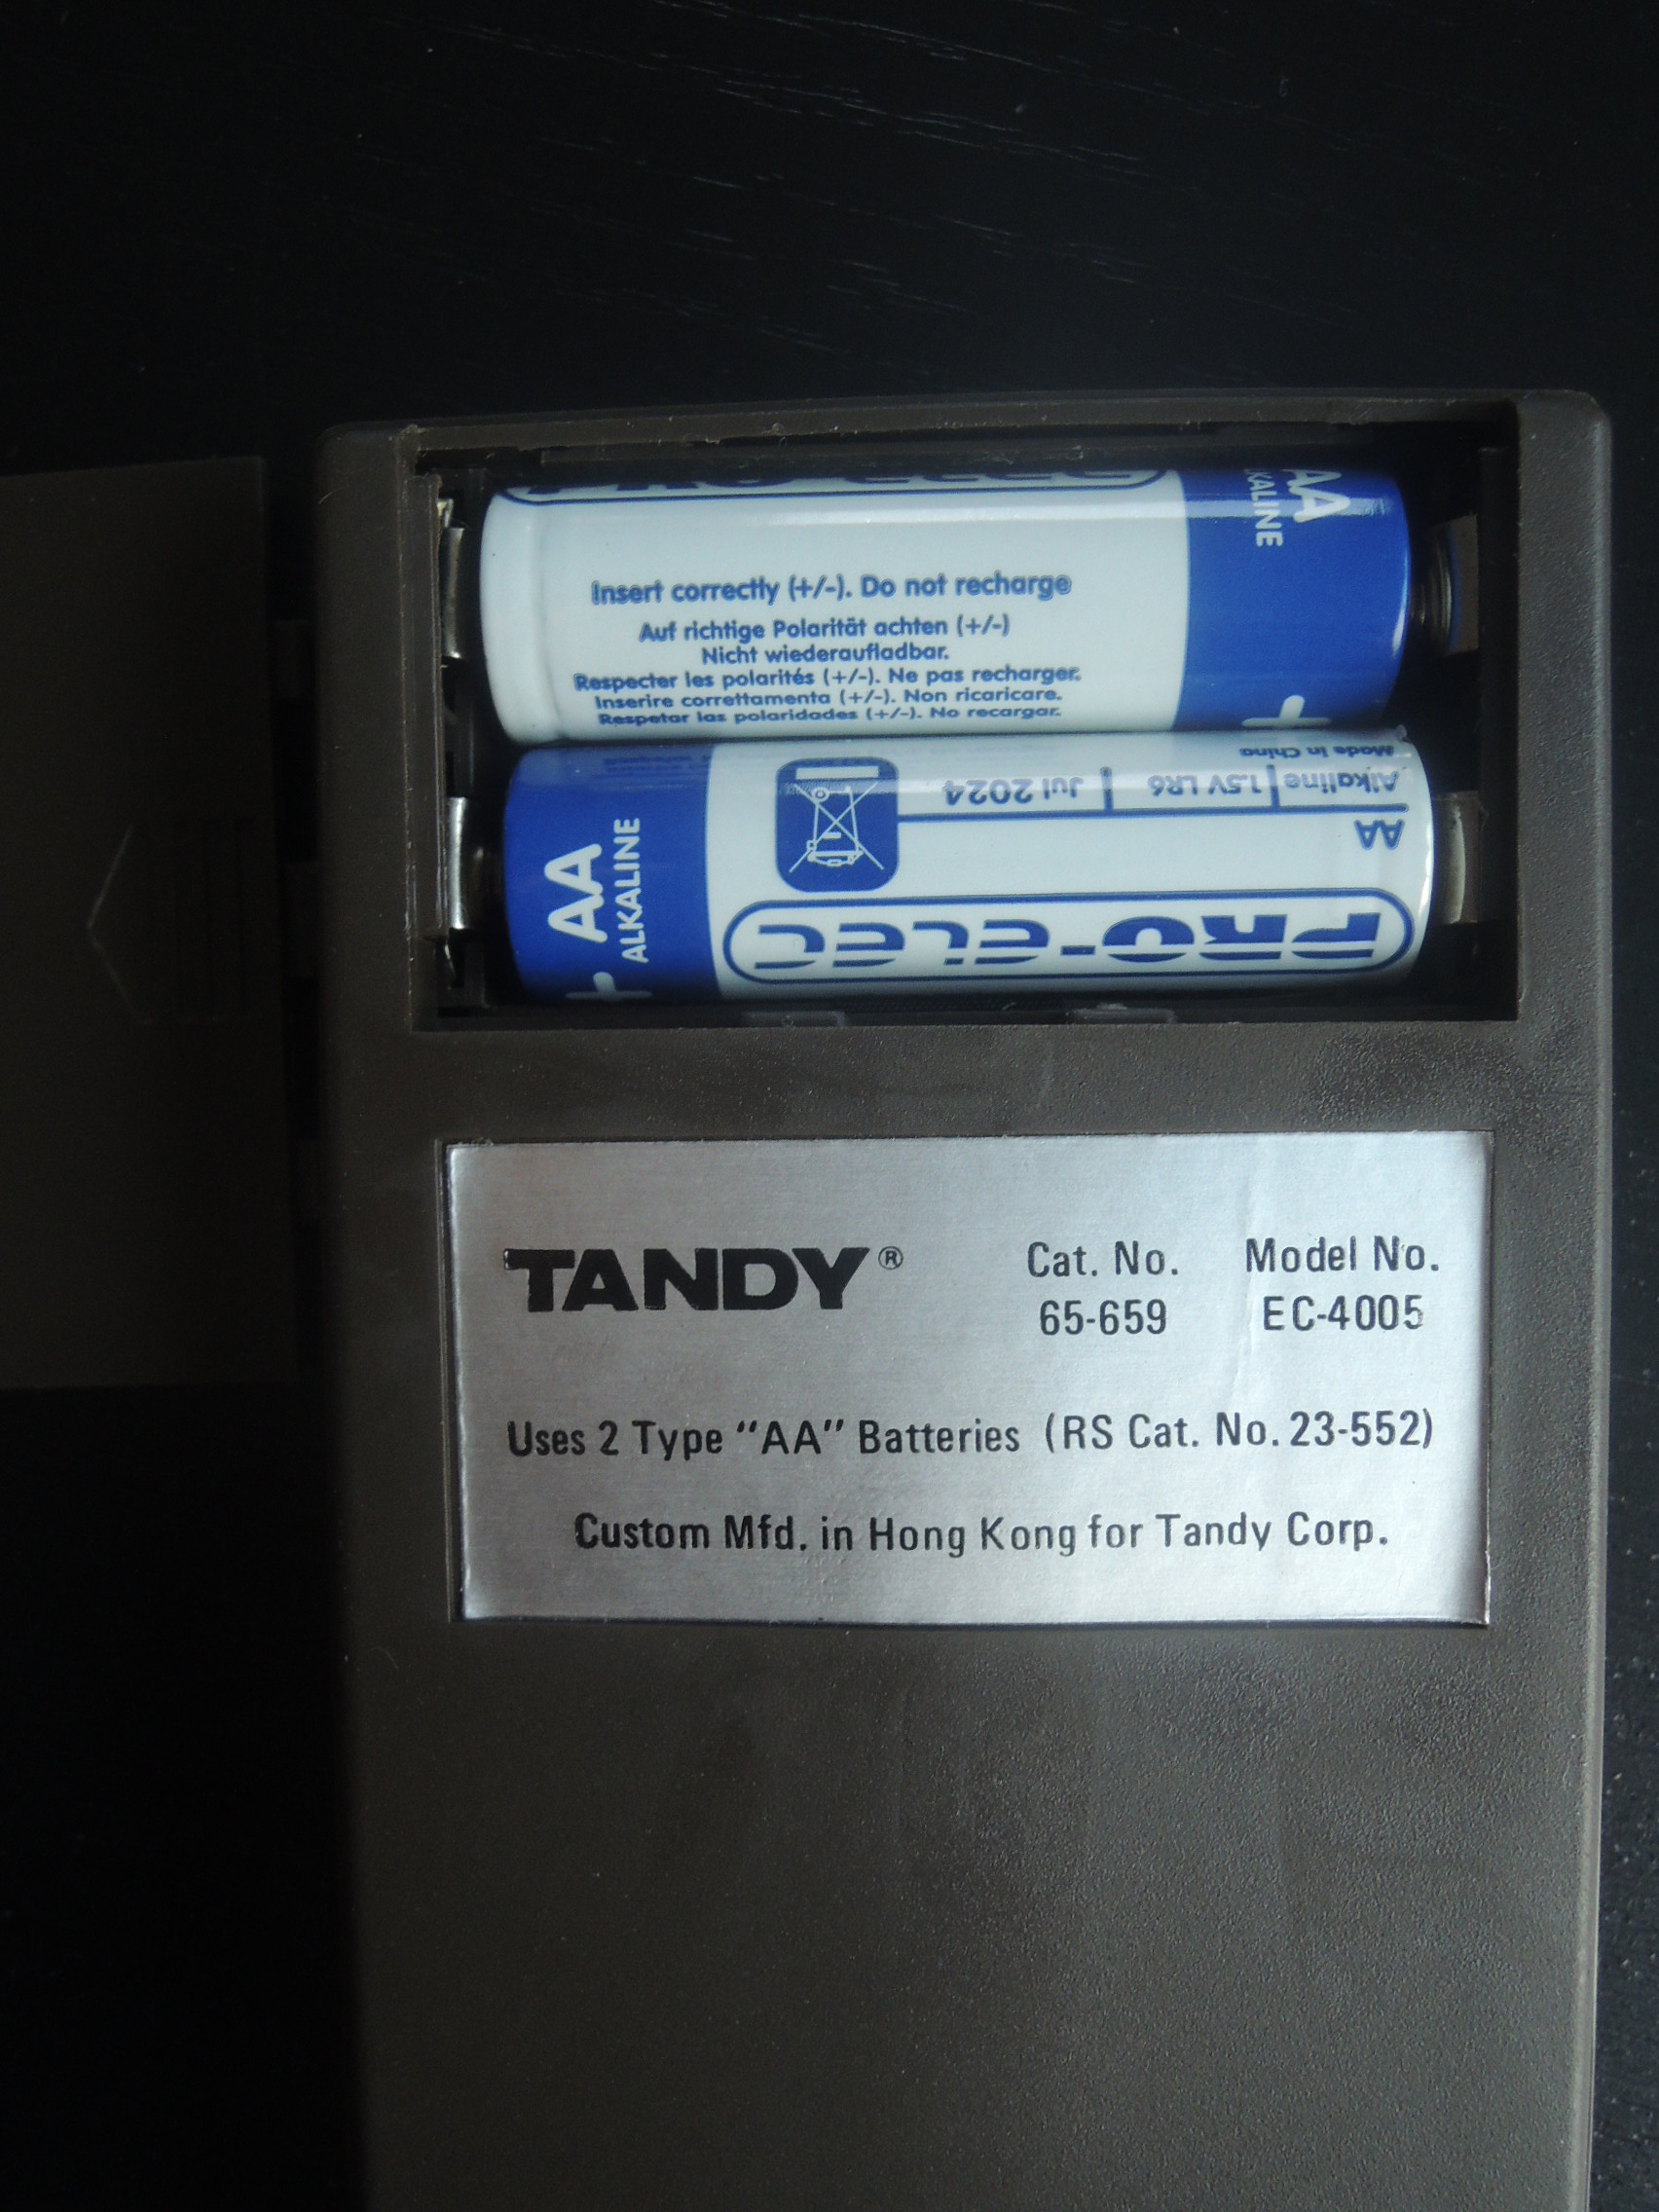 PRO-ELEC
AA
ALKALINE
+
Insert correctly (+/-). Do not recharge
Auf richtige Polarität achten (+/-)
Nicht wiederaufladbar.
Respecter les polarités (+/-). Ne pas recharger.
Inserire correttamenta (+/-). Non ricaricare.
Respetar las polaridades (+/-). No recargar.
+ AA
ALKALINE
PRO-ELEC
AA
Alkaline 1.5V LR6 Jul 2024
Made in China
TANDY®
Cat. No.
65-659
Model No.
EC-4005
Uses 2 Type "AA" Batteries (RS Cat. No. 23-552)
Custom Mfd. in Hong Kong for Tandy Corp.